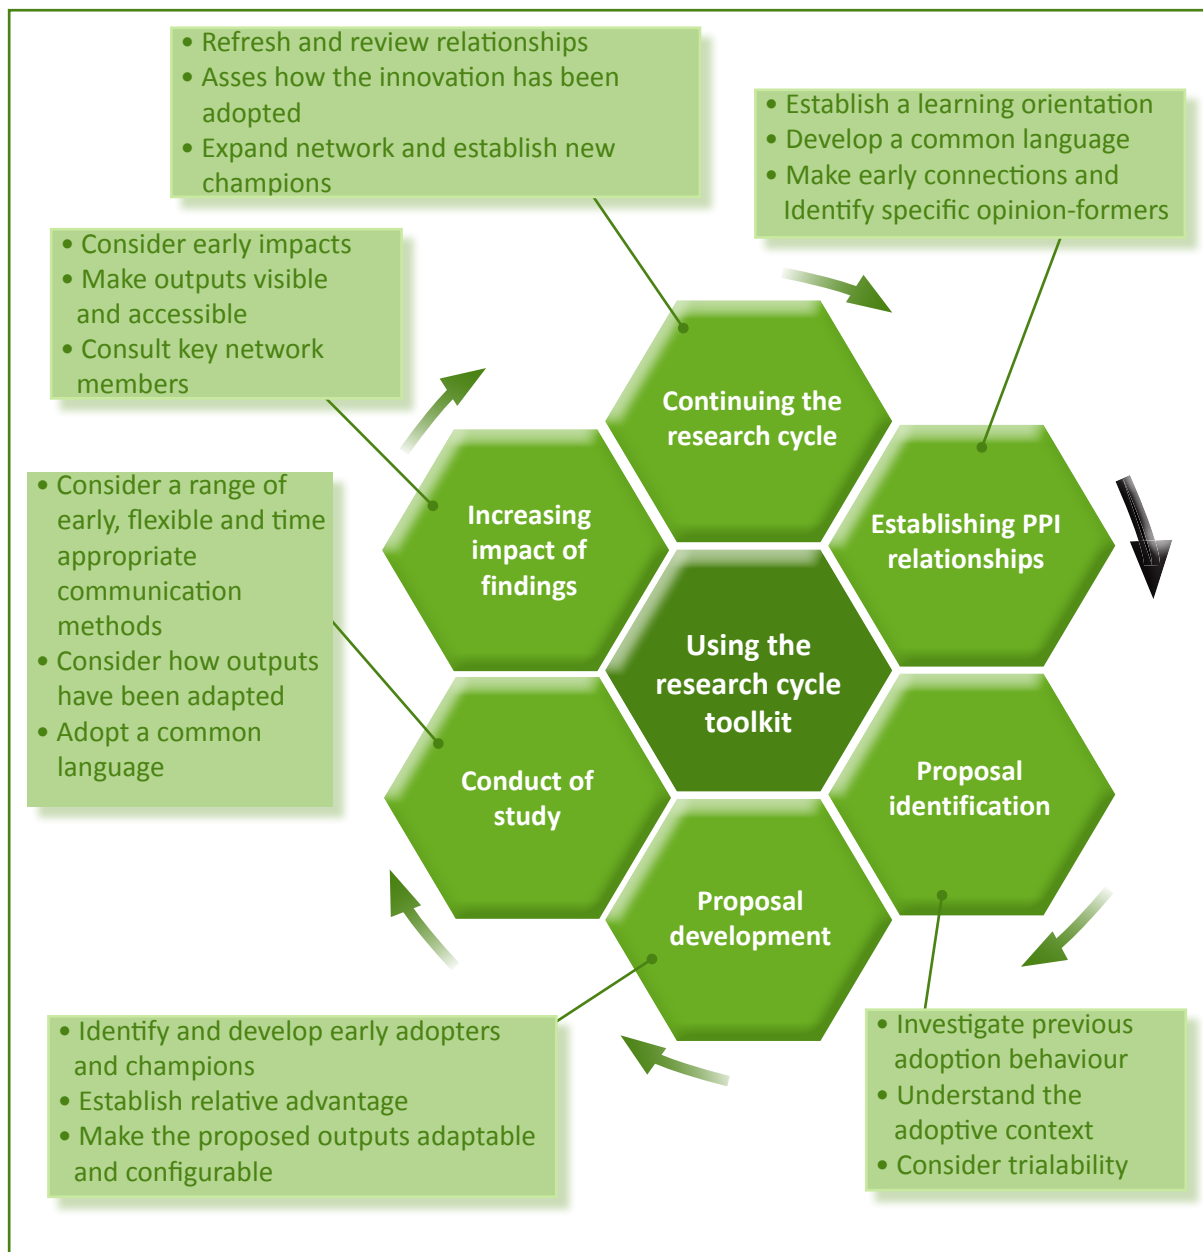 • Refresh and review relationships
• Asses how the innovation has been
adopted
• Expand network and establish new
champions
• Establish a learning orientation
• Develop a common language
• Make early connections and
Identify specific opinion-formers
• Consider early impacts
• Make outputs visible
and accessible
• Consult key network
members
Continuing the
research cycle
• Consider a range of
early, flexible and time
appropriate
communication
methods
• Consider how outputs
have been adapted
• Adopt a common
language
Increasing
impact of
findings
Establishing PPI
relationships
Using the
research cycle
toolkit
Conduct of
study
Proposal
identification
Proposal
development
• Identify and develop early adopters
and champions
• Establish relative advantage
• Make the proposed outputs adaptable
and configurable
• Investigate previous
adoption behaviour
• Understand the
adoptive context
• Consider trialability